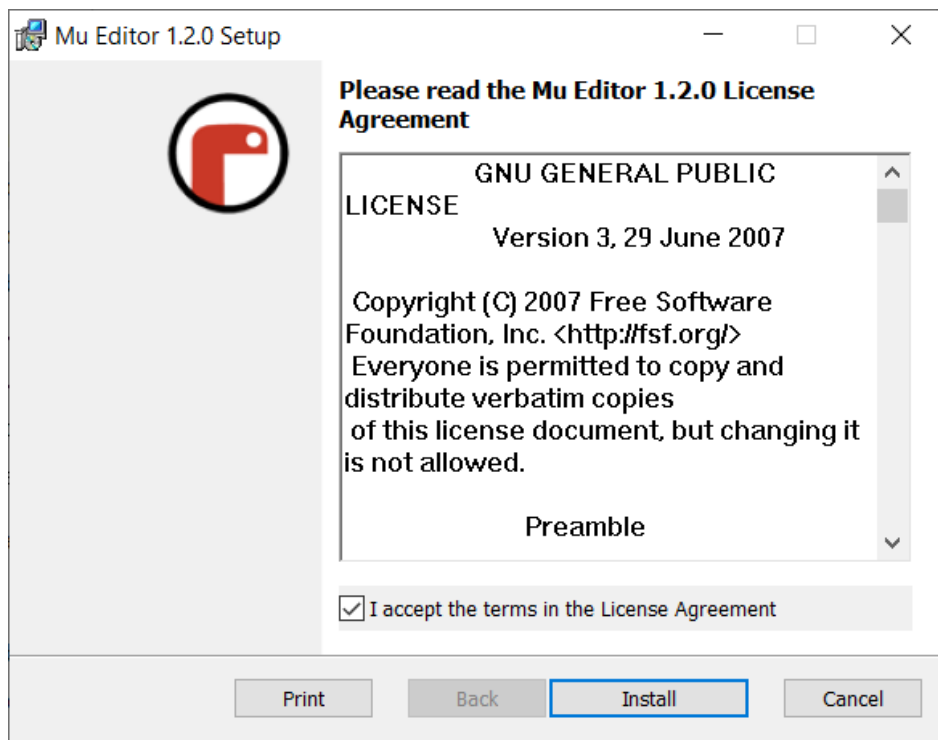 Mu Editor 1.2.0 Setup
Please read the Mu Editor 1.2.0 License
Agreement
GNU GENERAL PUBLIC
LICENSE
Version 3, 29 June 2007
Copyright (C) 2007 Free Software
Foundation, Inc. <http://fsf.org/>
Everyone is permitted to copy and
distribute verbatim copies
of this license document, but changing it
is not allowed.
Preamble
I accept the terms in the License Agreement
Print
Back
Install
Cancel